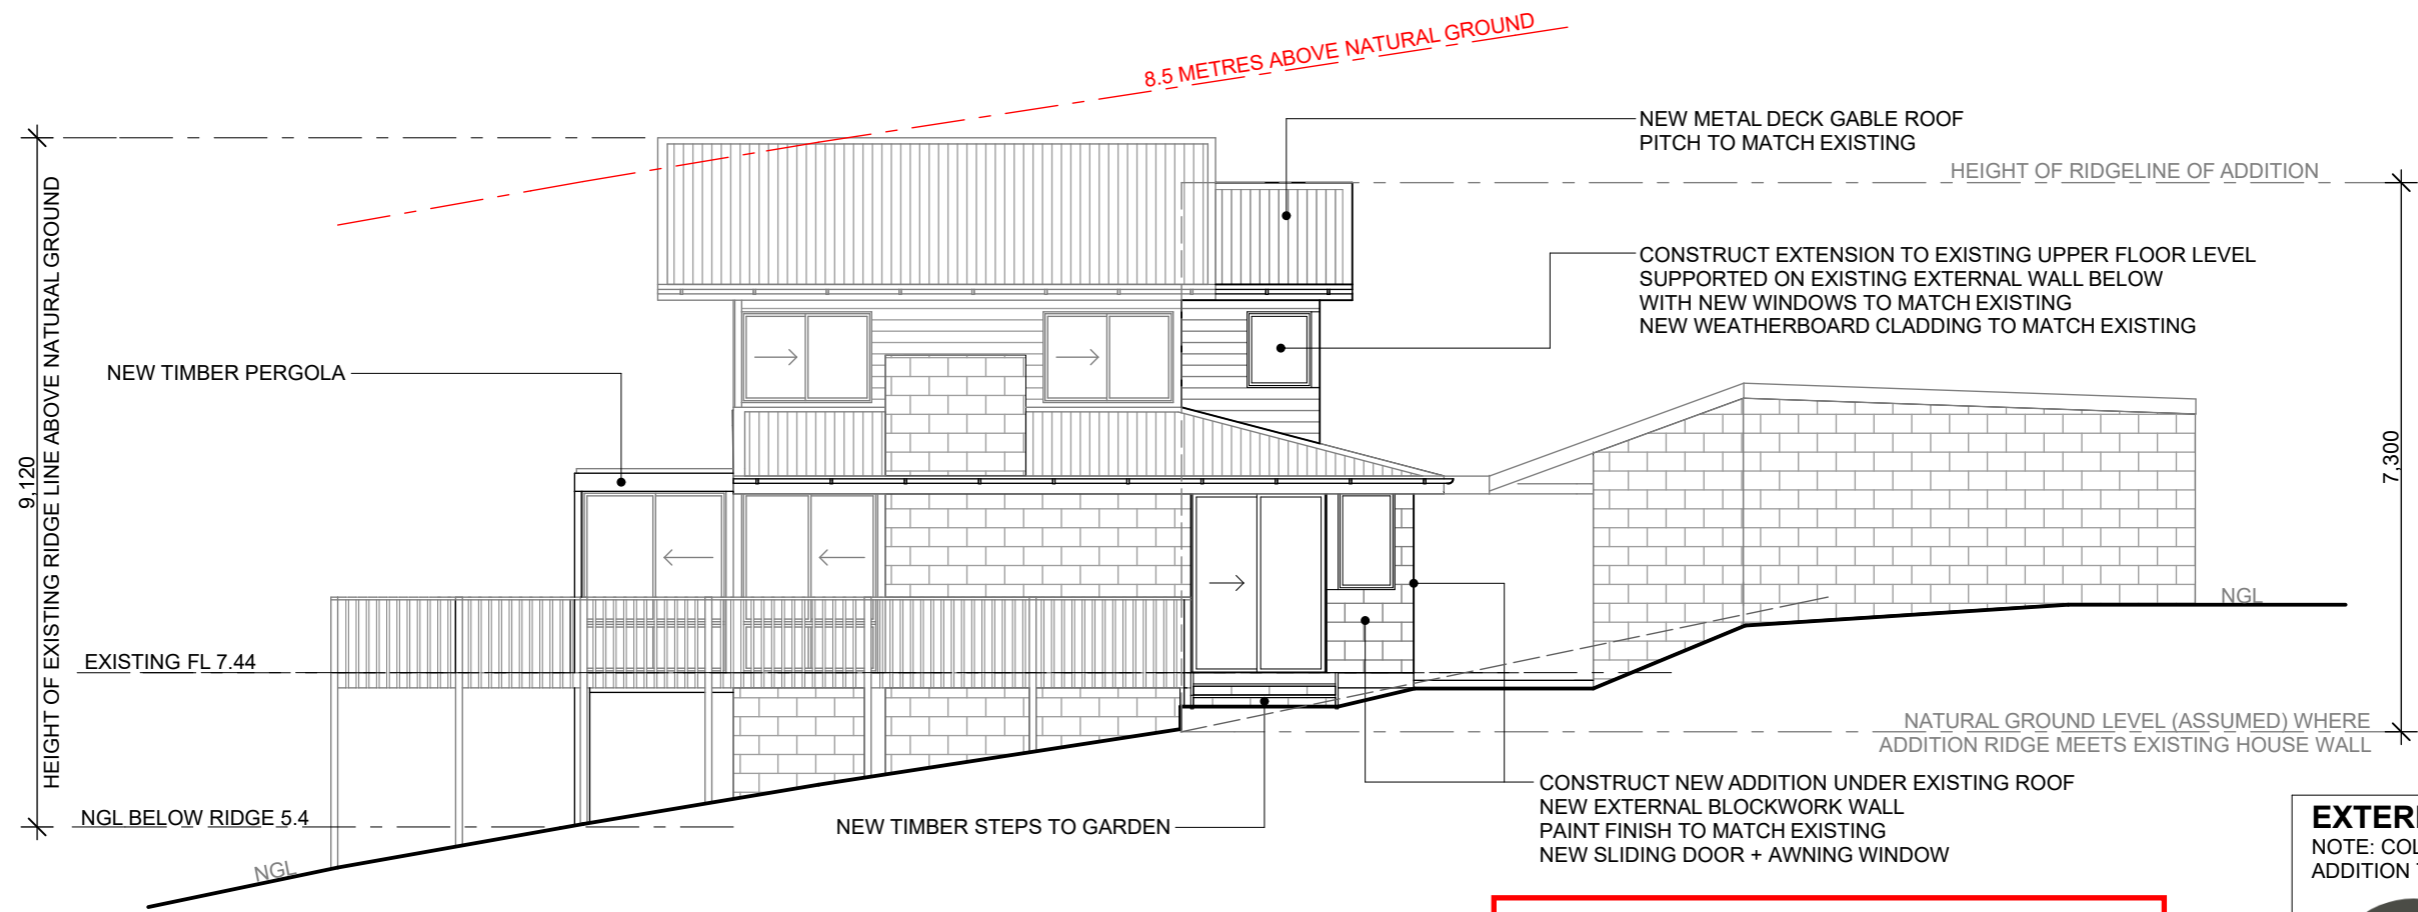 8.5 METRES ABOVE NATURAL GROUND
NEW METAL DECK GABLE ROOF
PITCH TO MATCH EXISTING
HEIGHT OF RIDGELINE OF ADDITION
CONSTRUCT EXTENSION TO EXISTING UPPER FLOOR LEVEL
SUPPORTED ON EXISTING EXTERNAL WALL BELOW
WITH NEW WINDOWS TO MATCH EXISTING
NEW WEATHERBOARD CLADDING TO MATCH EXISTING
9,120
HEIGHT OF EXISTING RIDGE LINE ABOVE NATURAL GROUND
NEW TIMBER PERGOLA
7,300
NGL
EXISTING FL 7.44
NATURAL GROUND LEVEL (ASSUMED) WHERE
ADDITION RIDGE MEETS EXISTING HOUSE WALL
NGL BELOW RIDGE 5.4
NEW TIMBER STEPS TO GARDEN
CONSTRUCT NEW ADDITION UNDER EXISTING ROOF
NEW EXTERNAL BLOCKWORK WALL
PAINT FINISH TO MATCH EXISTING
NEW SLIDING DOOR + AWNING WINDOW
NGL
NOTE:
ADDITION